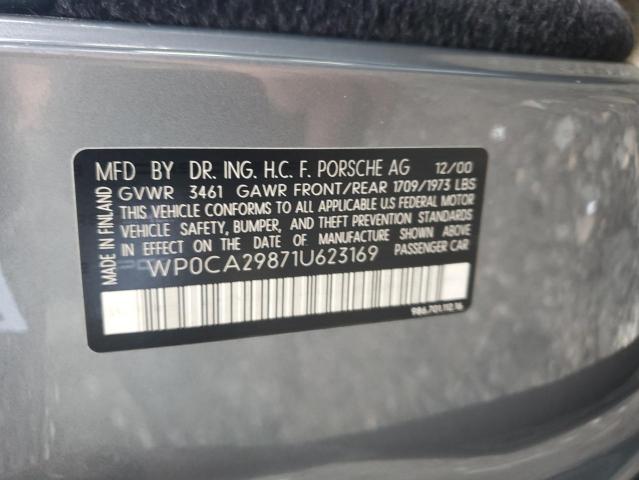 MFD BY DR. ING. H.C. F. PORSCHE AG 12/00
GVWR 3461 GAWR FRONT/REAR 1709/1973 LBS
THIS VEHICLE CONFORMS TO ALL APPLICABLE U.S FEDERAL MOTOR
VEHICLE SAFETY, BUMPER, AND THEFT PREVENTION STANDARDS
IN EFFECT ON THE DATE OF MANUFACTURE SHOWN ABOVE
PASSENGER CAR
WP0CA29871U623169
986.701.112.16
MADE IN FINLAND